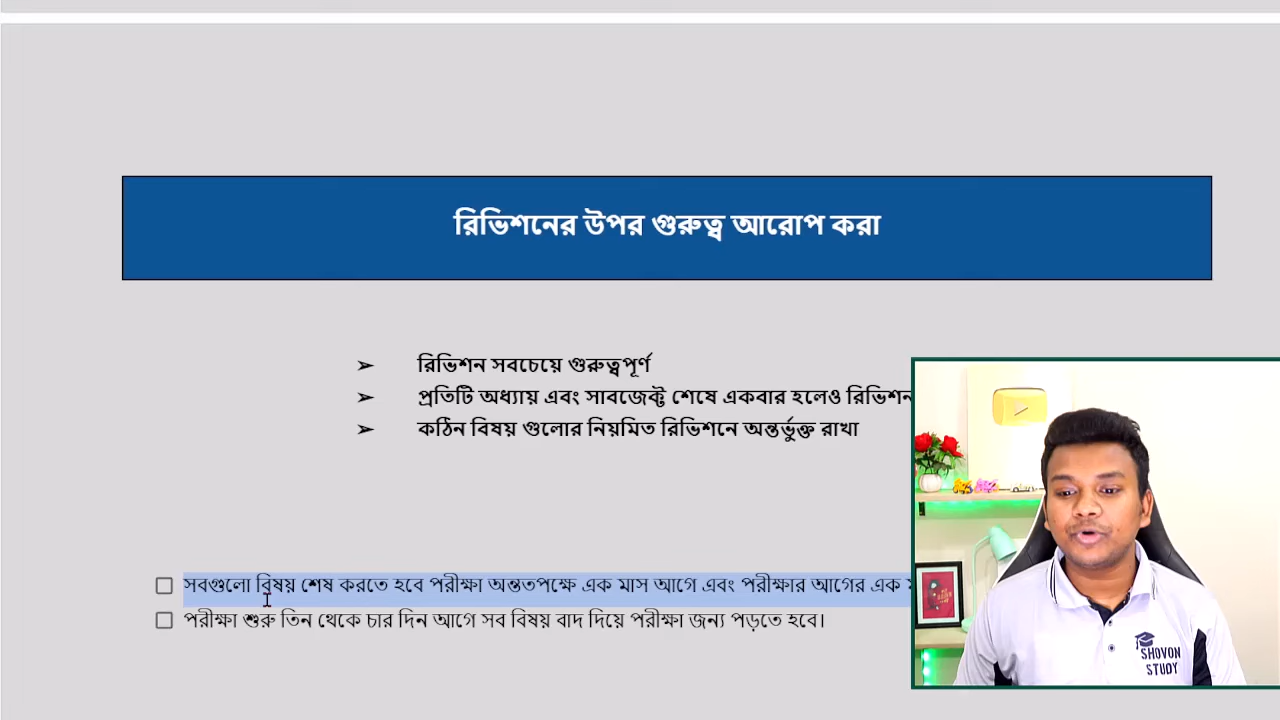 রিভিশনের উপর গুরুত্ব আরোপ করা
➢ রিভিশন সবচেয়ে গুরুত্বপূর্ণ
➢ প্রতিটি অধ্যায় এবং সাবজেক্ট শেষে একবার হলেও রিভিশন
➢ কঠিন বিষয় গুলোর নিয়মিত রিভিশনে অন্তর্ভুক্ত রাখা
সবগুলো বিষয় শেষ করতে হবে পরীক্ষা অন্ততপক্ষে এক মাস আগে এবং পরীক্ষার আগের এক
পরীক্ষা শুরু তিন থেকে চার দিন আগে সব বিষয় বাদ দিয়ে পরীক্ষা জন্য পড়তে হবে।
SHOVON
STUDY